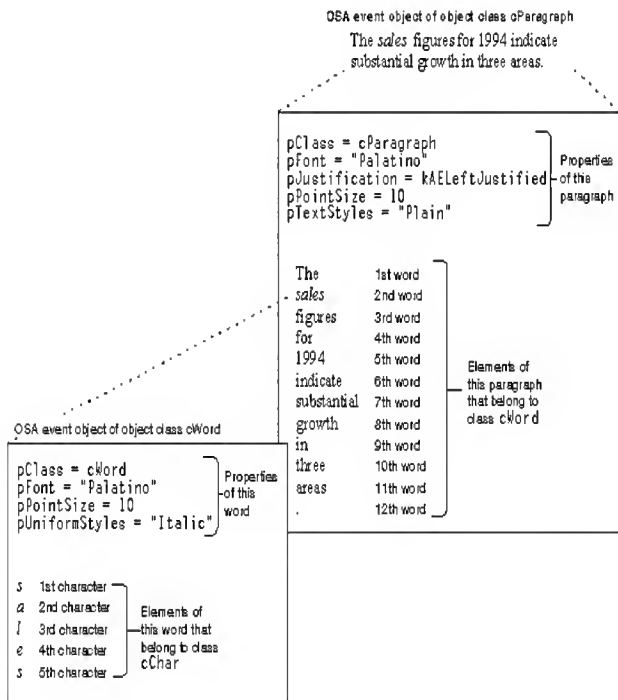 OSA event object of object class cParagraph
The sales figures for 1994 indicate
substantial growth in three areas.
pClass = cParagraph
pFont = "Palatino"
pJustification = kAELeftJustified
pPointSize = 10
pTextStyles = "Plain"
Properties
of this
paragraph
The 1st word
sales 2nd word
figures 3rd word
for 4th word
1994 5th word
indicate 6th word
substantial 7th word
growth 8th word
in 9th word
three 10th word
areas 11th word
. 12th word
Elements of
this paragraph
that belong to
class cWord
OSA event object of object class cWord
pClass = cWord
pFont = "Palatino"
pPointSize = 10
pUniformStyles = "Italic"
Properties
of this
word
s 1st character
a 2nd character
l 3rd character
e 4th character
s 5th character
Elements of
this word that
belong to class
cChar